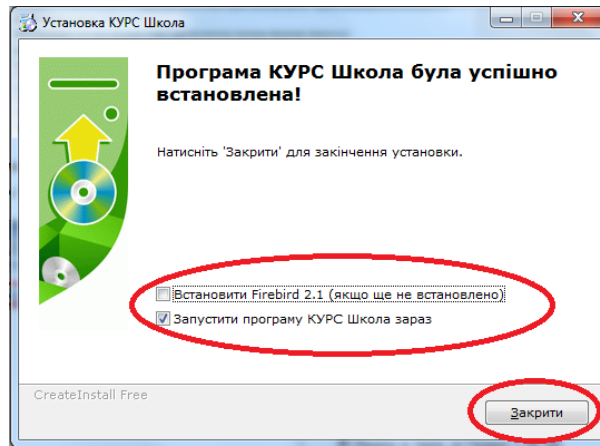 Установка КУРС Школа
Програма КУРС Школа була успішно
встановлена!
Натисніть 'Закрити' для закінчення установки.
Встановити Firebird 2.1 (якщо ще не встановлено)
Запустити програму КУРС Школа зараз
CreateInstall Free
Закрити